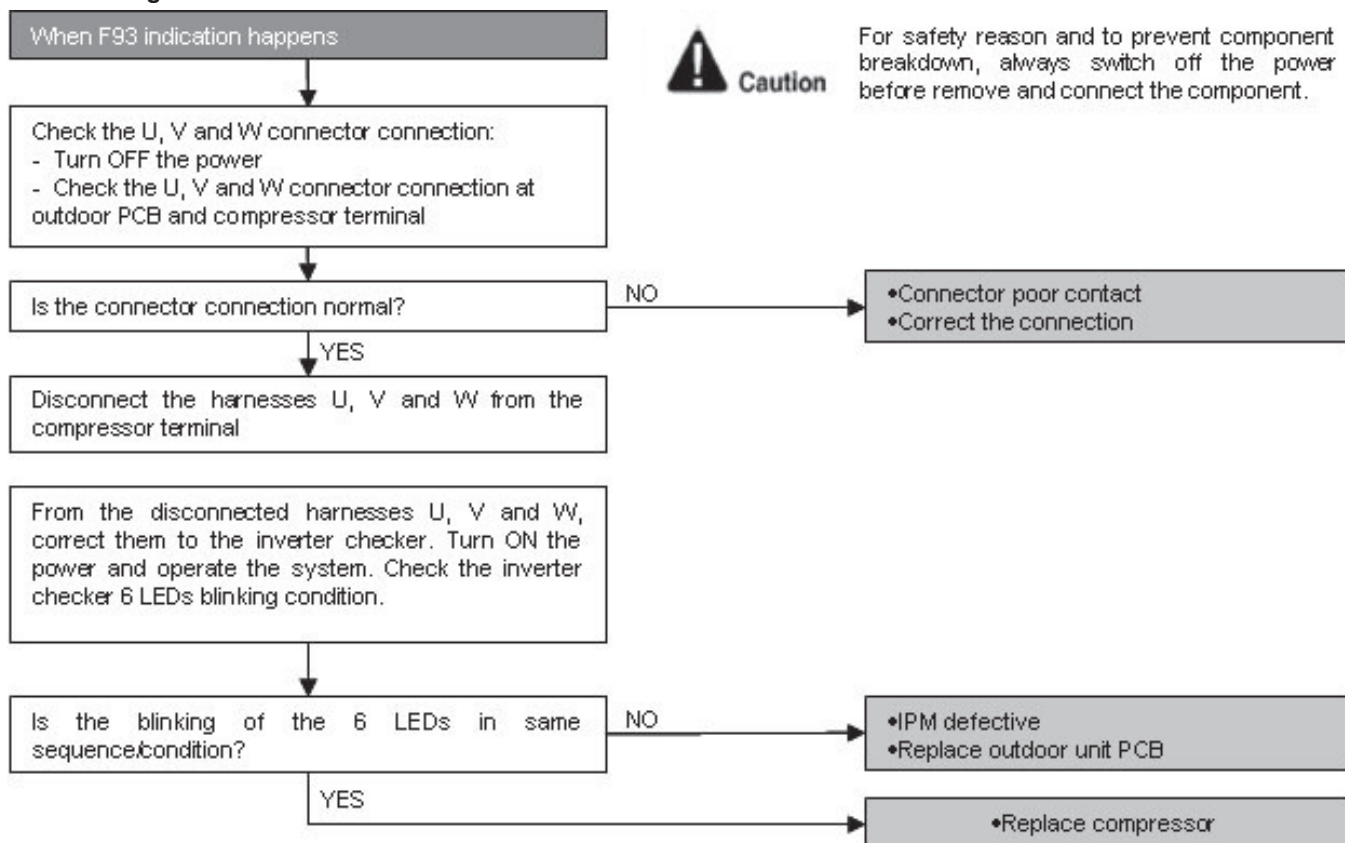 When F93 indication happens
Caution
For safety reason and to prevent component
breakdown, always switch off the power
before remove and connect the component.
Check the U, V and W connector connection:
- Turn OFF the power
- Check the U, V and W connector connection at
outdoor PCB and compressor terminal
Is the connector connection normal?
NO
•Connector poor contact
•Correct the connection
YES
Disconnect the harnesses U, V and W from the
compressor terminal
From the disconnected harnesses U, V and W,
correct them to the inverter checker. Turn ON the
power and operate the system. Check the inverter
checker 6 LEDs blinking condition.
Is the blinking of the 6 LEDs in same
sequence/condition?
NO
•IPM defective
•Replace outdoor unit PCB
YES
•Replace compressor